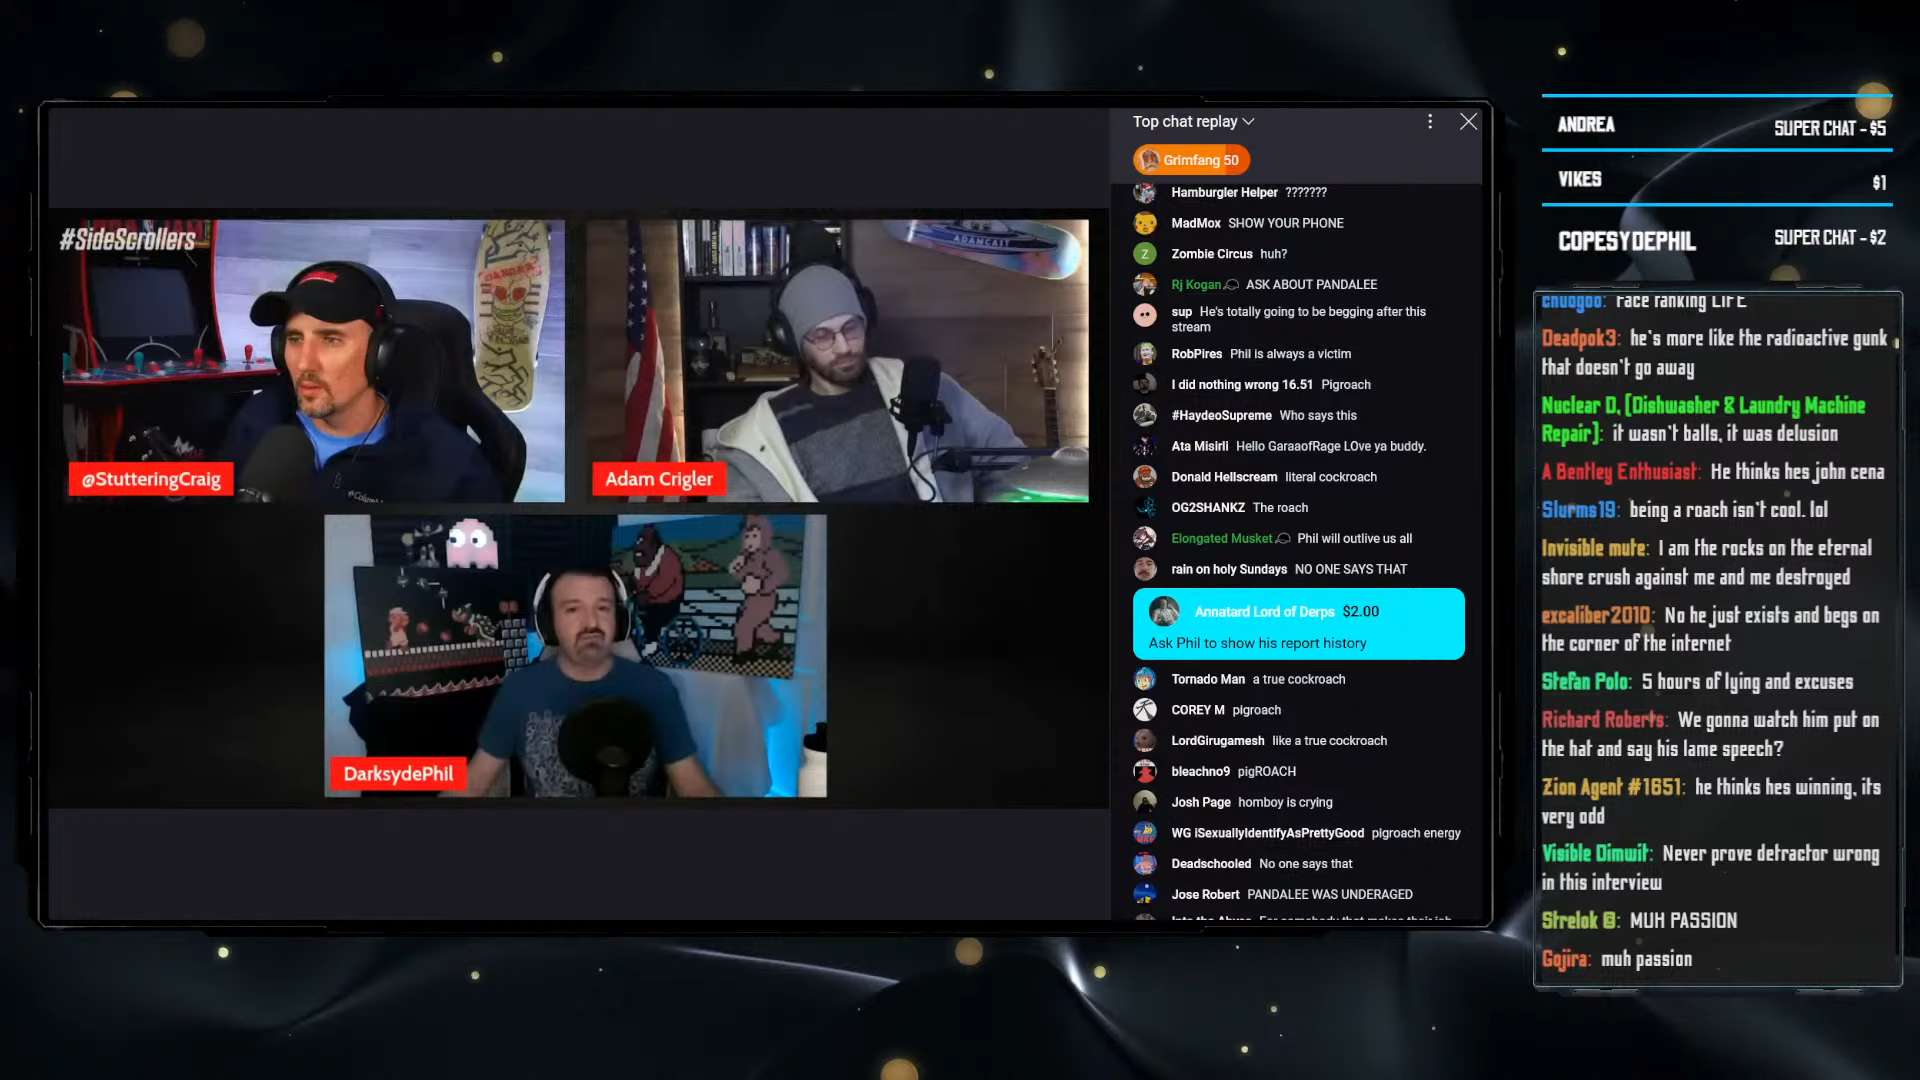 #SideScrollers
@StutteringCraig
ADAMCAST
Adam Crigler
DarksydePhil
Top chat replay
Grimfang 50
Hamburgler Helper ???????
MadMox SHOW YOUR PHONE
Z
Zombie Circus huh?
Rj Kogan ASK ABOUT PANDALEE
sup He's totally going to be begging after this
stream
RobPires Phil is always a victim
I did nothing wrong 16.51 Pigroach
#HaydeoSupreme Who says this
Ata Misirli Hello GaraaofRage LOve ya buddy.
Donald Hellscream literal cockroach
OG2SHANKZ The roach
Elongated Musket Phil will outlive us all
rain on holy Sundays NO ONE SAYS THAT
Annatard Lord of Derps $2.00
Ask Phil to show his report history
Tornado Man a true cockroach
COREY M pigroach
LordGirugamesh like a true cockroach
bleachno9 pigROACH
Josh Page homboy is crying
WG iSexuallyIdentifyAsPrettyGood pigroach energy
Deadschooled No one says that
Jose Robert PANDALEE WAS UNDERAGED
ANDREA SUPER CHAT - $5
VIKES $1
COPESYDEPHIL SUPER CHAT - $2
Deadpok3: he's more like the radioactive gunk
that doesn't go away
Nuclear D, [Dishwasher & Laundry Machine
Repair]: it wasn't balls, it was delusion
A Bentley Enthusiast: He thinks hes john cena
Slurms19: being a roach isn't cool. lol
Invisible mute: I am the rocks on the eternal
shore crush against me and me destroyed
excaliber2010: No he just exists and begs on
the corner of the internet
Stefan Polo: 5 hours of lying and excuses
Richard Roberts: We gonna watch him put on
the hat and say his lame speech?
Zion Agent #1651: he thinks hes winning, its
very odd
Visible Dimwit: Never prove detractor wrong
in this interview
Strelok @: MUH PASSION
Gojira: muh passion